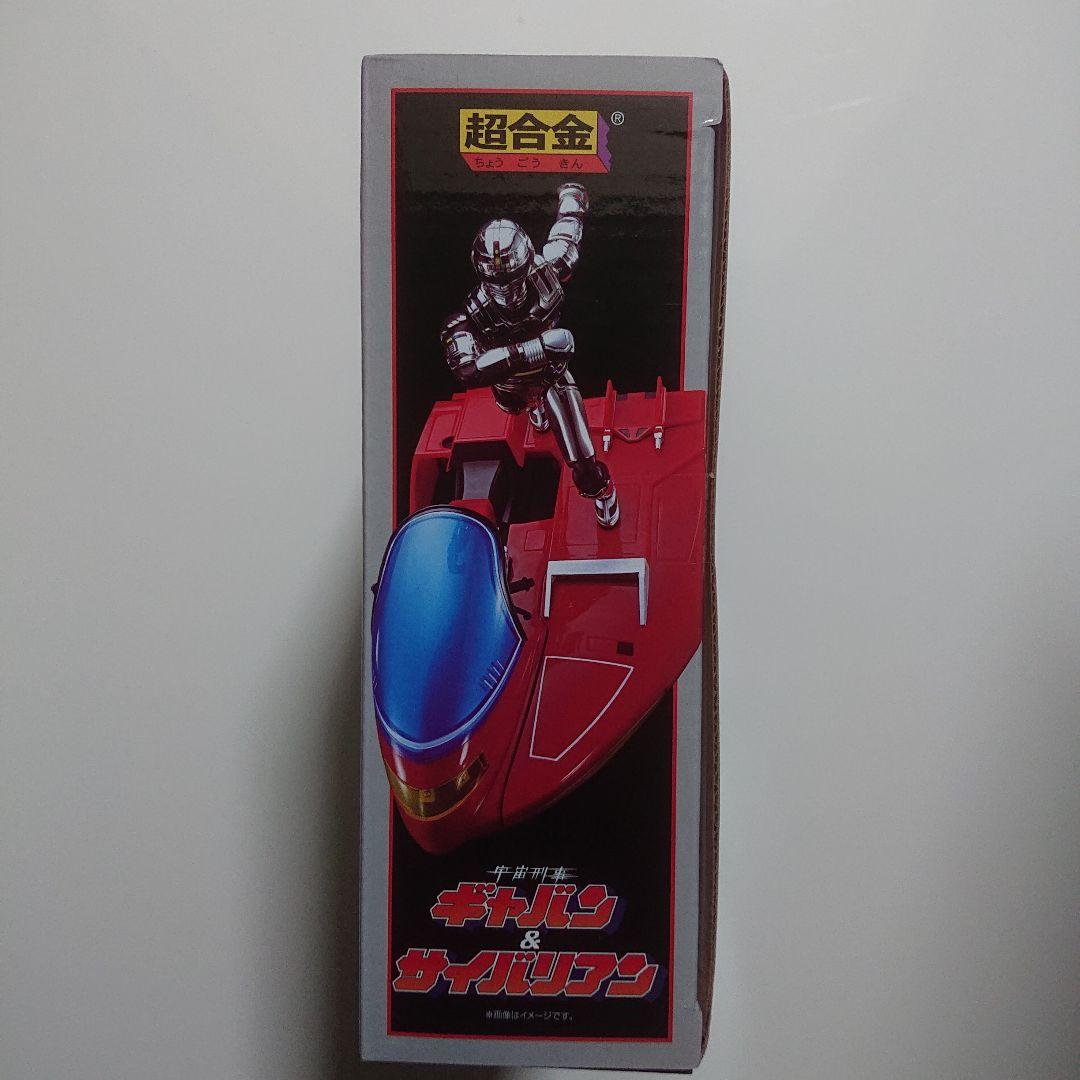 超合金®
ちょう ごう きん
宇宙刑事
ギャバン
&
サイバリアン
※画像はイメージです。